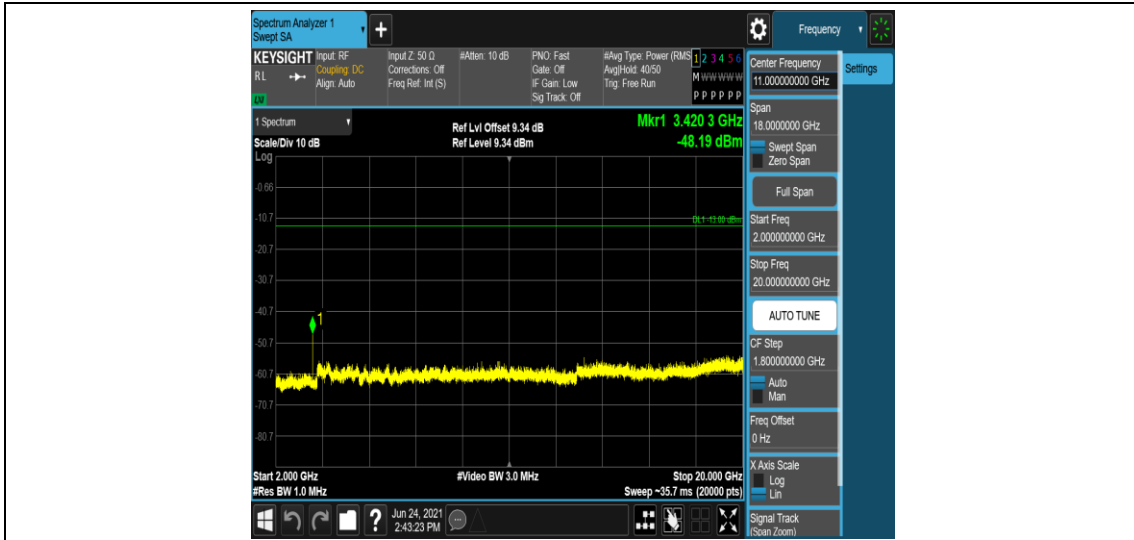 Spectrum Analyzer 1
Swept SA
+
Frequency
KEYSIGHT
R L
Input: RF
Coupling: DC
Align: Auto
Input Z: 50 Ω
Corrections: Off
Freq Ref: Int (S)
#Atten: 10 dB
PNO: Fast
Gate: Off
IF Gain: Low
Sig Track: Off
#Avg Type: Power (RMS
Avg|Hold: 40/50
Trig: Free Run
1 2 3 4 5 6
M W W W W W
P P P P P P
1 Spectrum
Scale/Div 10 dB
Log
Ref Lvl Offset 9.34 dB
Ref Level 9.34 dBm
Mkr1 3.420 3 GHz
-48.19 dBm
-0.66
-10.7
DL1 -13.00 dBm
-20.7
-30.7
-40.7
1
-50.7
-60.7
-70.7
-80.7
Start 2.000 GHz
#Res BW 1.0 MHz
#Video BW 3.0 MHz
Stop 20.000 GHz
Sweep ~35.7 ms (20000 pts)
Center Frequency
11.000000000 GHz
Settings
Span
18.0000000 GHz
Swept Span
Zero Span
Full Span
Start Freq
2.000000000 GHz
Stop Freq
20.000000000 GHz
AUTO TUNE
CF Step
1.800000000 GHz
Auto
Man
Freq Offset
0 Hz
X Axis Scale
Log
Lin
Signal Track
(Span Zoom)
?
Jun 24, 2021
2:43:23 PM